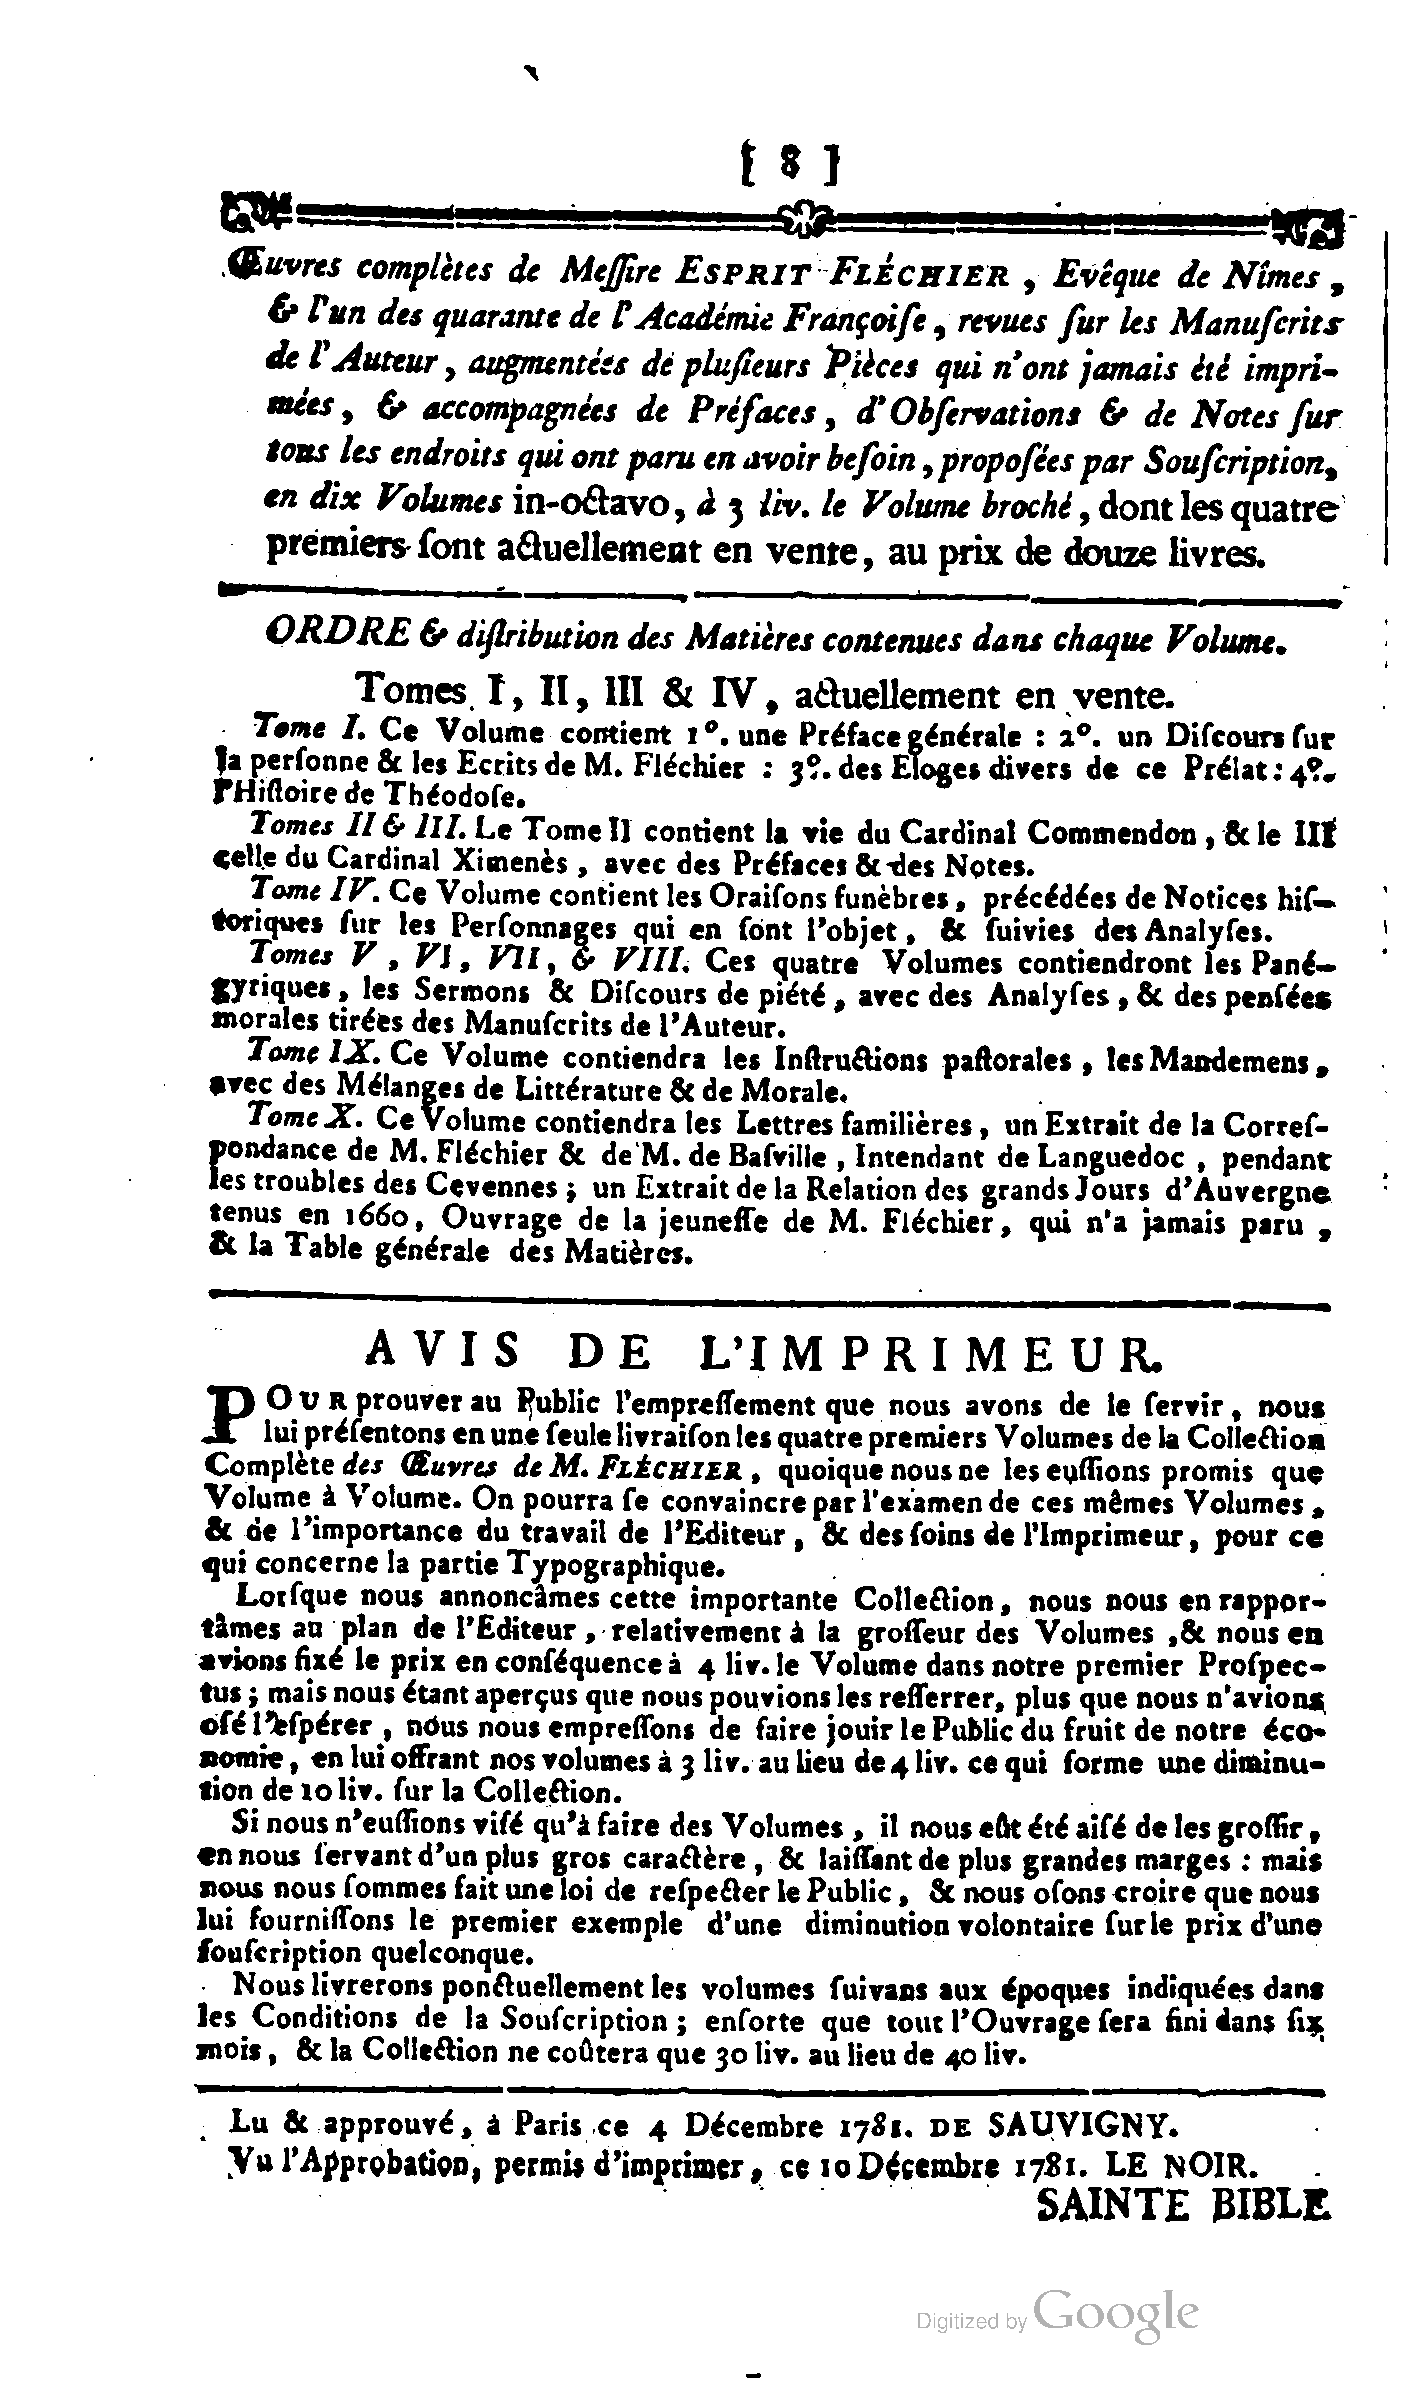 [ 8 ]
Œuvres complètes de Meſſire ESPRIT FLÉCHIER , Evêque de Nîmes ,
& l'un des quarante de l'Académie Françoiſe, revues ſur les Manuſcrits
de l'Auteur , augmentées de pluſieurs Pièces qui n'ont jamais été impri-
mées, & accompagnées de Préfaces, d'Obſervations & de Notes ſur
tous les endroits qui ont paru en avoir beſoin, propoſées par Souſcription,
en dix Volumes in-octavo, à 3 liv. le Volume broché, dont les quatre
premiers ſont actuellement en vente, au prix de douze livres.
ORDRE & diſtribution des Matières contenues dans chaque Volume.
Tomes I, II, III & IV, actuellement en vente.
Tome I. Ce Volume contient 1°. une Préface générale : 2°. un Diſcours ſur
la perſonne & les Ecrits de M. Fléchier : 3°. des Eloges divers de ce Prélat : 4°.
l'Hiſtoire de Théodoſe.
Tomes II & III. Le Tome II contient la vie du Cardinal Commendon, & le III
celle du Cardinal Ximenès, avec des Préfaces & des Notes.
Tome IV. Ce Volume contient les Oraiſons funèbres, précédées de Notices hiſ-
toriques ſur les Perſonnages qui en ſont l'objet, & ſuivies des Analyſes.
Tomes V, VI, VII, & VIII. Ces quatre Volumes contiendront les Pané-
gyriques, les Sermons & Diſcours de piété, avec des Analyſes, & des penſées
morales tirées des Manuſcrits de l'Auteur.
Tome IX. Ce Volume contiendra les Inſtructions paſtorales, les Mandemens,
avec des Mélanges de Littérature & de Morale.
Tome X. Ce Volume contiendra les Lettres familières, un Extrait de la Correſ-
pondance de M. Fléchier & de M. de Baſville, Intendant de Languedoc, pendant
les troubles des Cevennes ; un Extrait de la Relation des grands Jours d'Auvergne
tenus en 1660, Ouvrage de la jeuneſſe de M. Fléchier, qui n'a jamais paru,
& la Table générale des Matières.
AVIS DE L'IMPRIMEUR.
POUR prouver au Public l'empreſſement que nous avons de le ſervir, nous
lui préſentons en une ſeule livraiſon les quatre premiers Volumes de la Collection
Complète des Œuvres de M. FLÉCHIER, quoique nous ne les euſſions promis que
Volume à Volume. On pourra ſe convaincre par l'examen de ces mêmes Volumes,
& de l'importance du travail de l'Editeur, & des ſoins de l'Imprimeur, pour ce
qui concerne la partie Typographique.
Lorſque nous annoncâmes cette importante Collection, nous nous en rappor-
tâmes au plan de l'Editeur, relativement à la groſſeur des Volumes, & nous en
avions fixé le prix en conſéquence à 4 liv. le Volume dans notre premier Proſpec-
tus ; mais nous étant aperçus que nous pouvions les reſſerrer, plus que nous n'avions
oſé l'eſpérer, nous nous empreſſons de faire jouir le Public du fruit de notre éco-
nomie, en lui offrant nos volumes à 3 liv. au lieu de 4 liv. ce qui forme une diminu-
tion de 10 liv. ſur la Collection.
Si nous n'euſſions viſé qu'à faire des Volumes, il nous eût été aiſé de les groſſir,
en nous ſervant d'un plus gros caractère, & laiſſant de plus grandes marges : mais
nous nous ſommes fait une loi de reſpecter le Public, & nous oſons croire que nous
lui fourniſſons le premier exemple d'une diminution volontaire ſur le prix d'une
ſouſcription quelconque.
Nous livrerons ponctuellement les volumes ſuivans aux époques indiquées dans
les Conditions de la Souſcription ; enſorte que tout l'Ouvrage ſera fini dans ſix
mois, & la Collection ne coûtera que 30 liv. au lieu de 40 liv.
Lu & approuvé, à Paris ce 4 Décembre 1781. DE SAUVIGNY.
Vu l'Approbation, permis d'imprimer, ce 10 Décembre 1781. LE NOIR.
SAINTE BIBLE
Digitized by Google